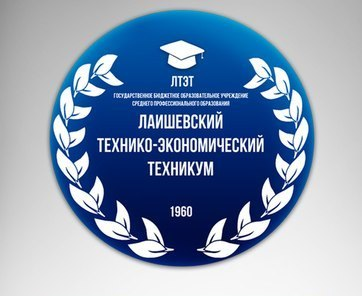 ЛТЭТ
ГОСУДАРСТВЕННОЕ БЮДЖЕТНОЕ ОБРАЗОВАТЕЛЬНОЕ УЧРЕЖДЕНИЕ
СРЕДНЕГО ПРОФЕССИОНАЛЬНОГО ОБРАЗОВАНИЯ
ЛАИШЕВСКИЙ
ТЕХНИКО-ЭКОНОМИЧЕСКИЙ
ТЕХНИКУМ
1960